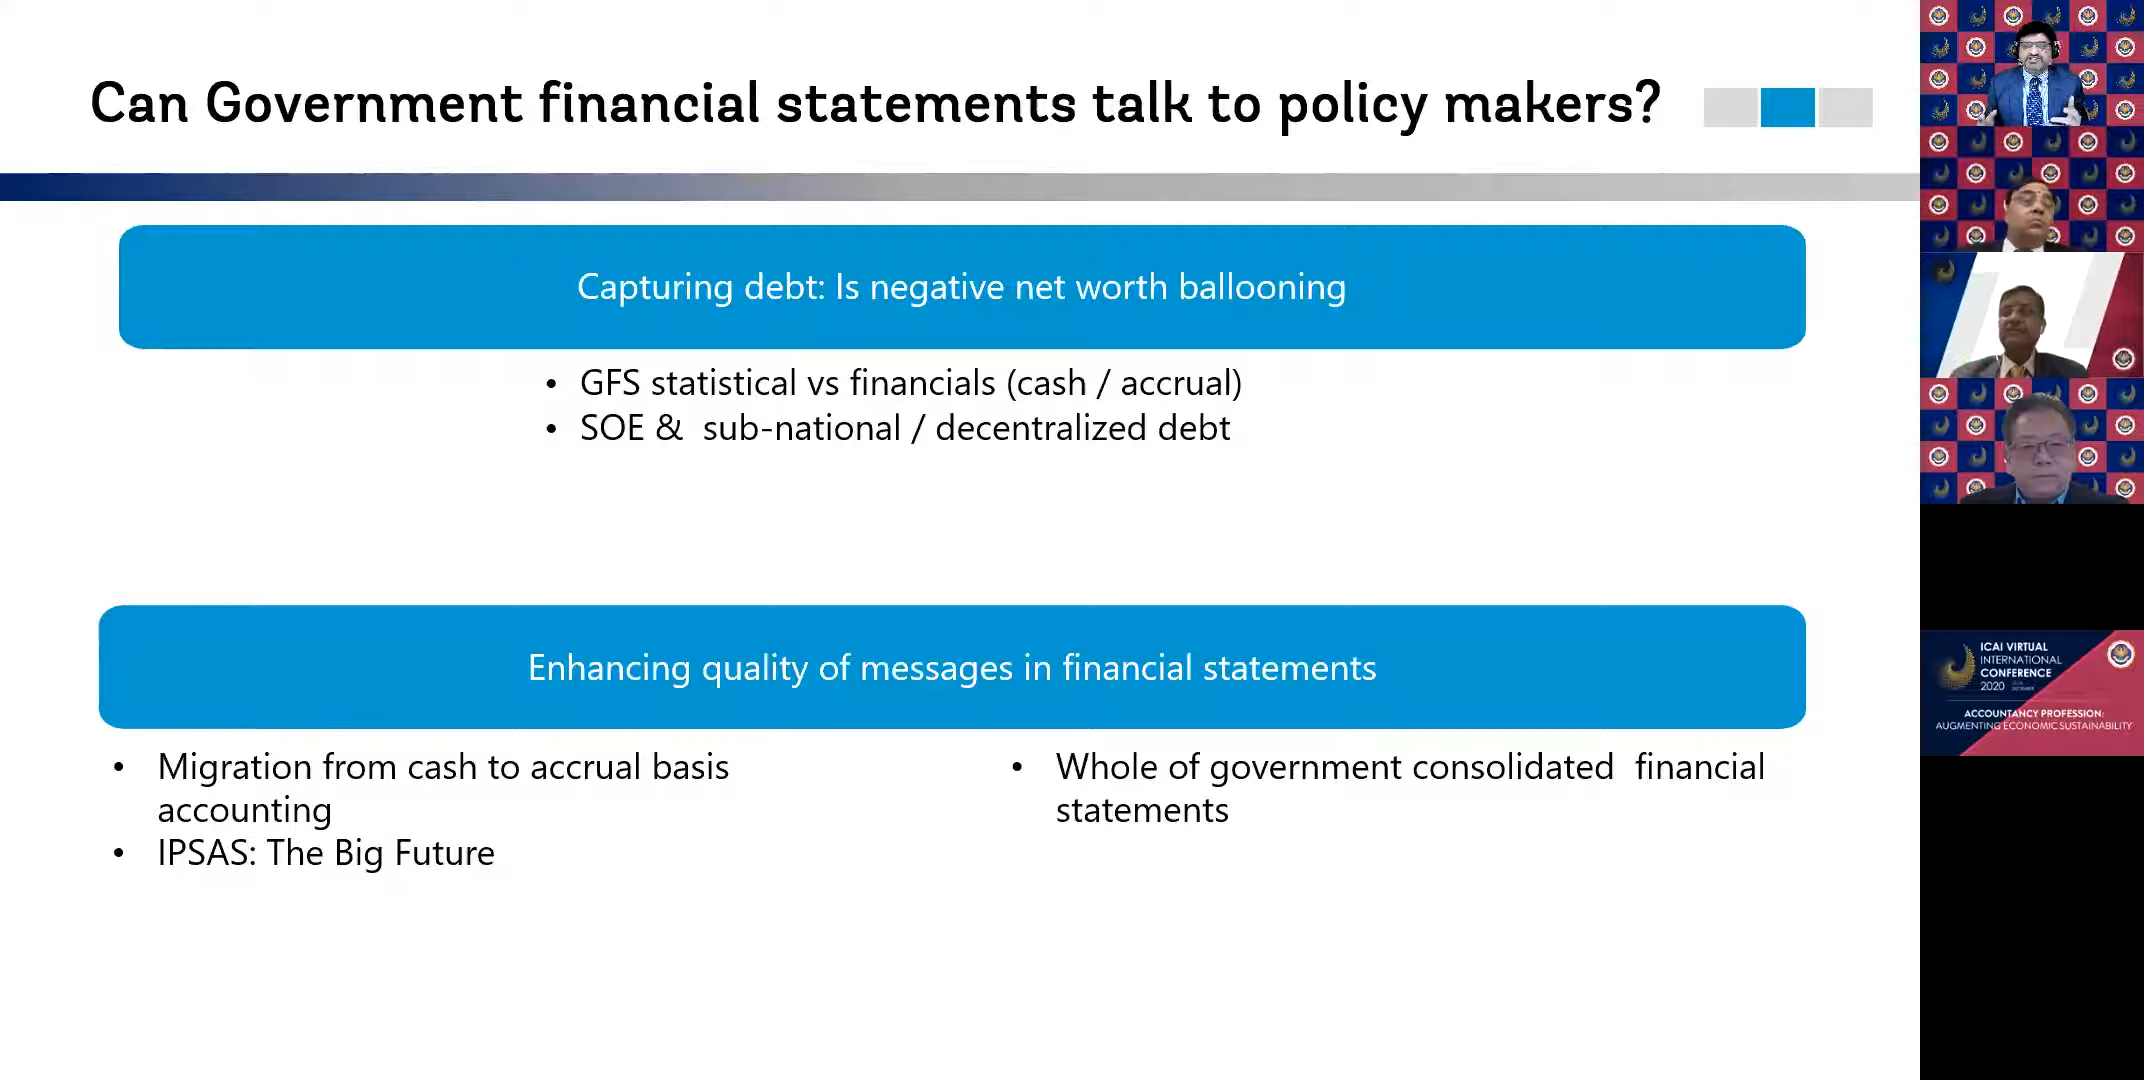 Can Government financial statements talk to policy makers?
Capturing debt: Is negative net worth ballooning
• GFS statistical vs financials (cash / accrual)
• SOE & sub-national / decentralized debt
Enhancing quality of messages in financial statements
• Migration from cash to accrual basis
accounting
• IPSAS: The Big Future
• Whole of government consolidated financial
statements
ICAI VIRTUAL
INTERNATIONAL
CONFERENCE
2020
ACCOUNTANCY PROFESSION:
AUGMENTING ECONOMIC SUSTAINABILITY